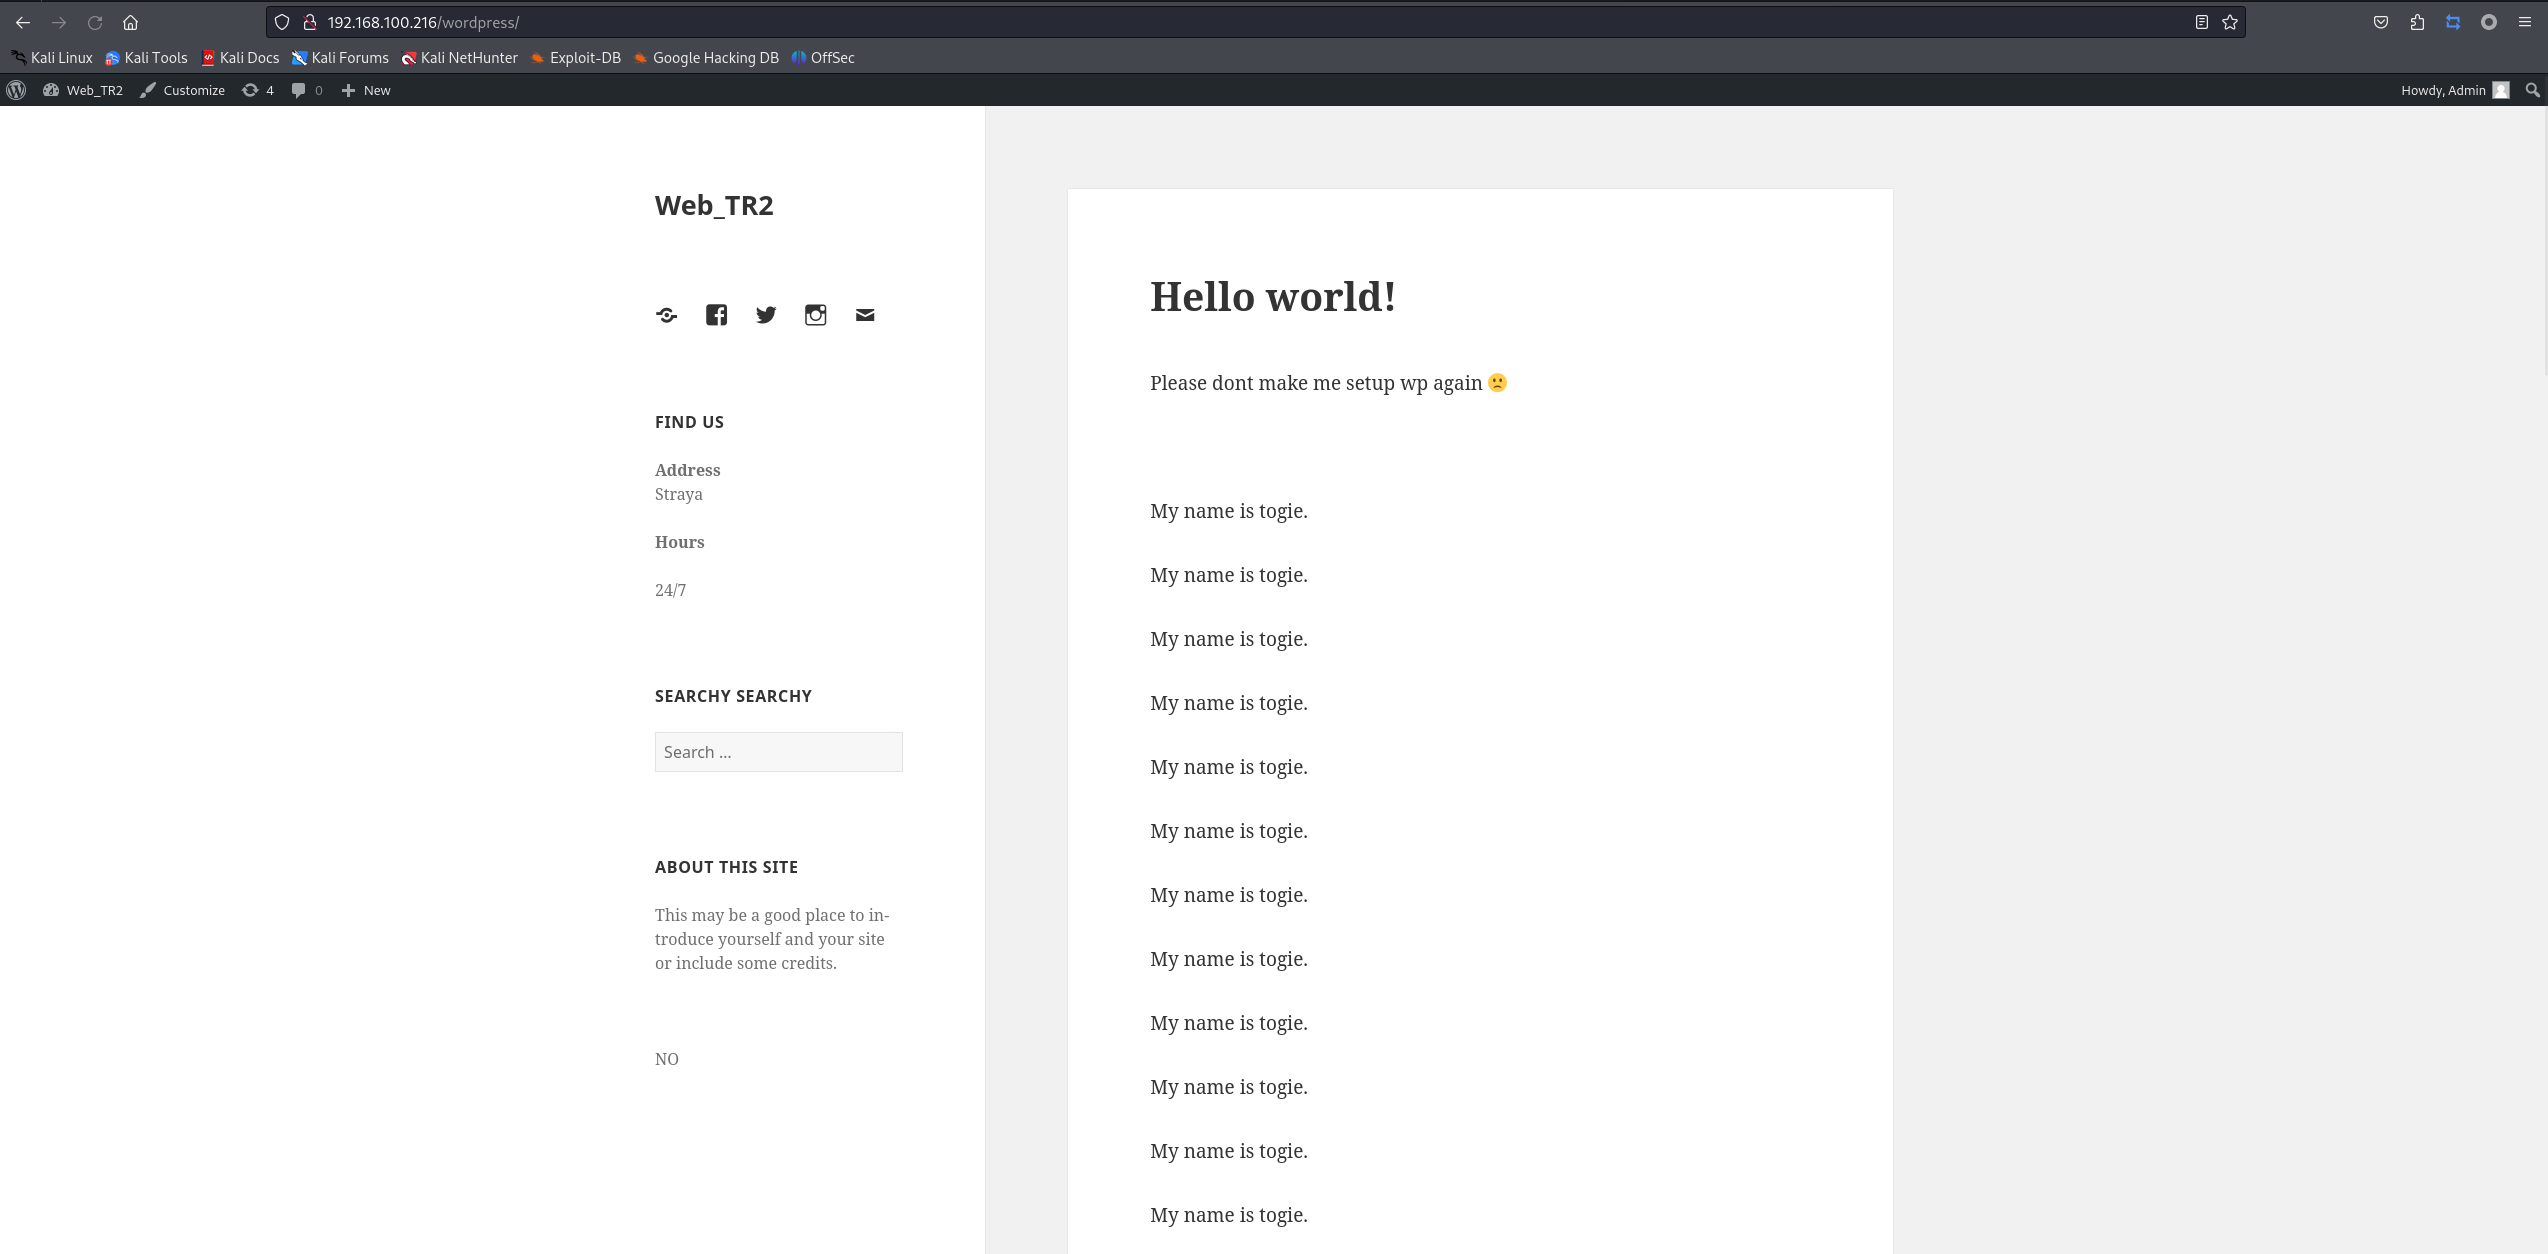 192.168.100.216/wordpress/
Kali Linux Kali Tools Kali Docs Kali Forums Kali NetHunter Exploit-DB Google Hacking DB OffSec
Web_TR2 Customize 4 0 New Howdy, Admin
Web_TR2
FIND US
Address
Straya
Hours
24/7
SEARCHY SEARCHY
Search ...
ABOUT THIS SITE
This may be a good place to in-
troduce yourself and your site
or include some credits.
NO
Hello world!
Please dont make me setup wp again 🙁
My name is togie.
My name is togie.
My name is togie.
My name is togie.
My name is togie.
My name is togie.
My name is togie.
My name is togie.
My name is togie.
My name is togie.
My name is togie.
My name is togie.